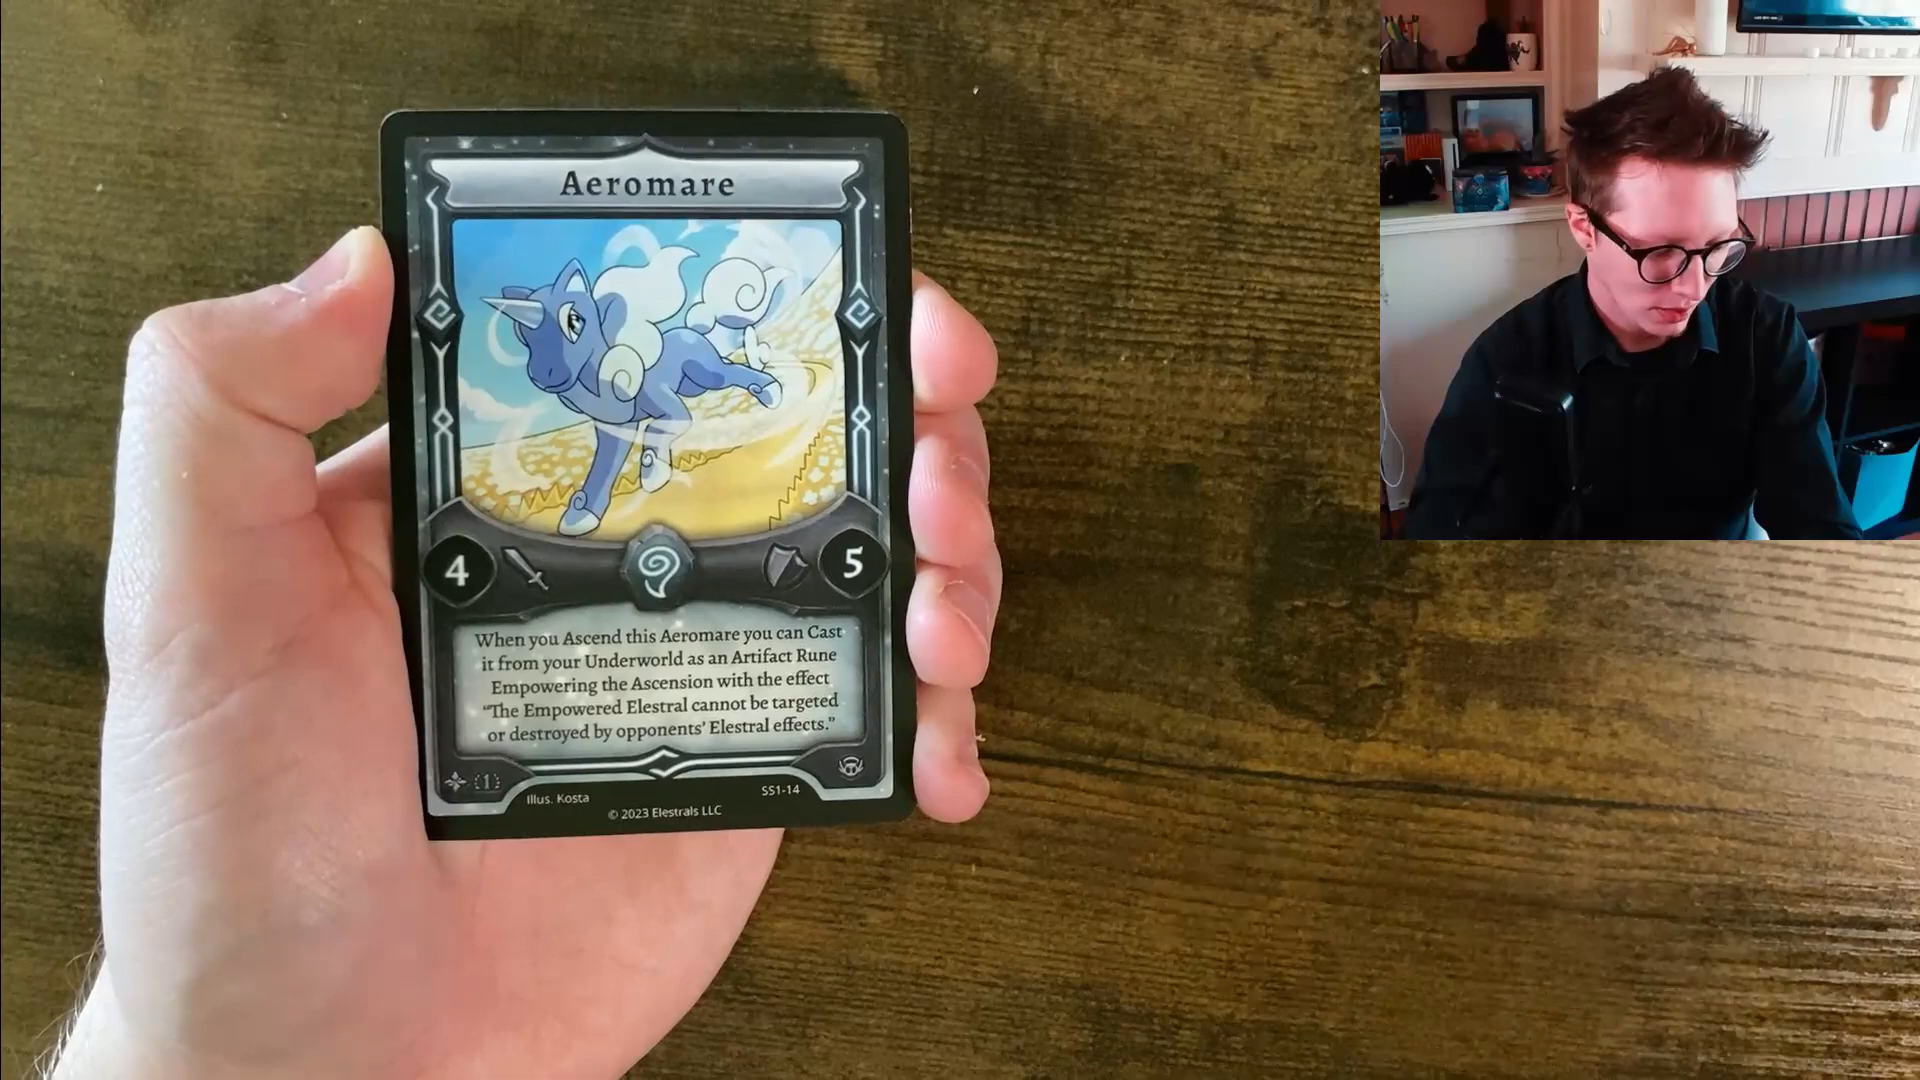 Aeromare
4
5
When you Ascend this Aeromare you can Cast
it from your Underworld as an Artifact Rune
Empowering the Ascension with the effect
“The Empowered Elestral cannot be targeted
or destroyed by opponents’ Elestral effects.”
1
Illus. Kosta
SS1-14
© 2023 Elestrals LLC